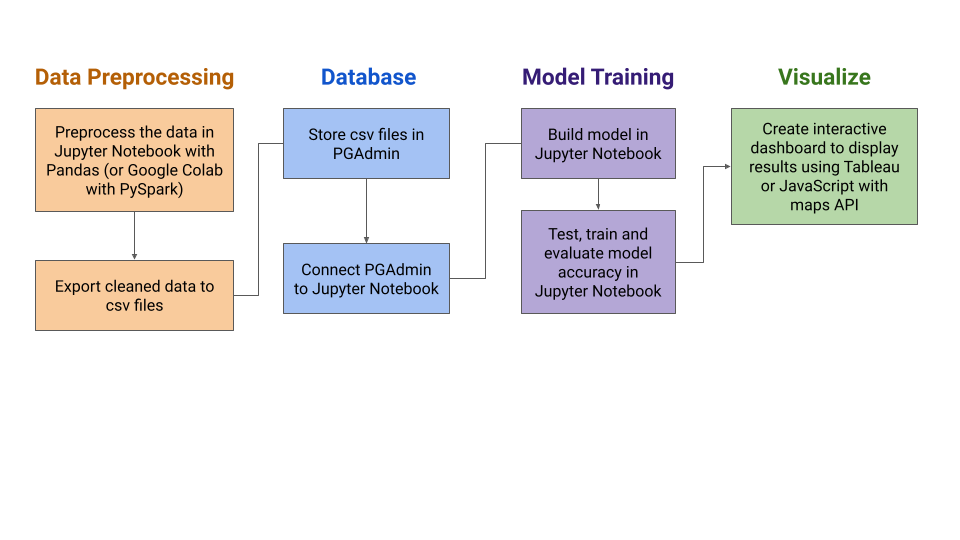 Data Preprocessing
Preprocess the data in
Jupyter Notebook with
Pandas (or Google Colab
with PySpark)
Export cleaned data to
csv files
Database
Store csv files in
PGAdmin
Connect PGAdmin
to Jupyter Notebook
Model Training
Build model in
Jupyter Notebook
Test, train and
evaluate model
accuracy in
Jupyter Notebook
Visualize
Create interactive
dashboard to display
results using Tableau
or JavaScript with
maps API